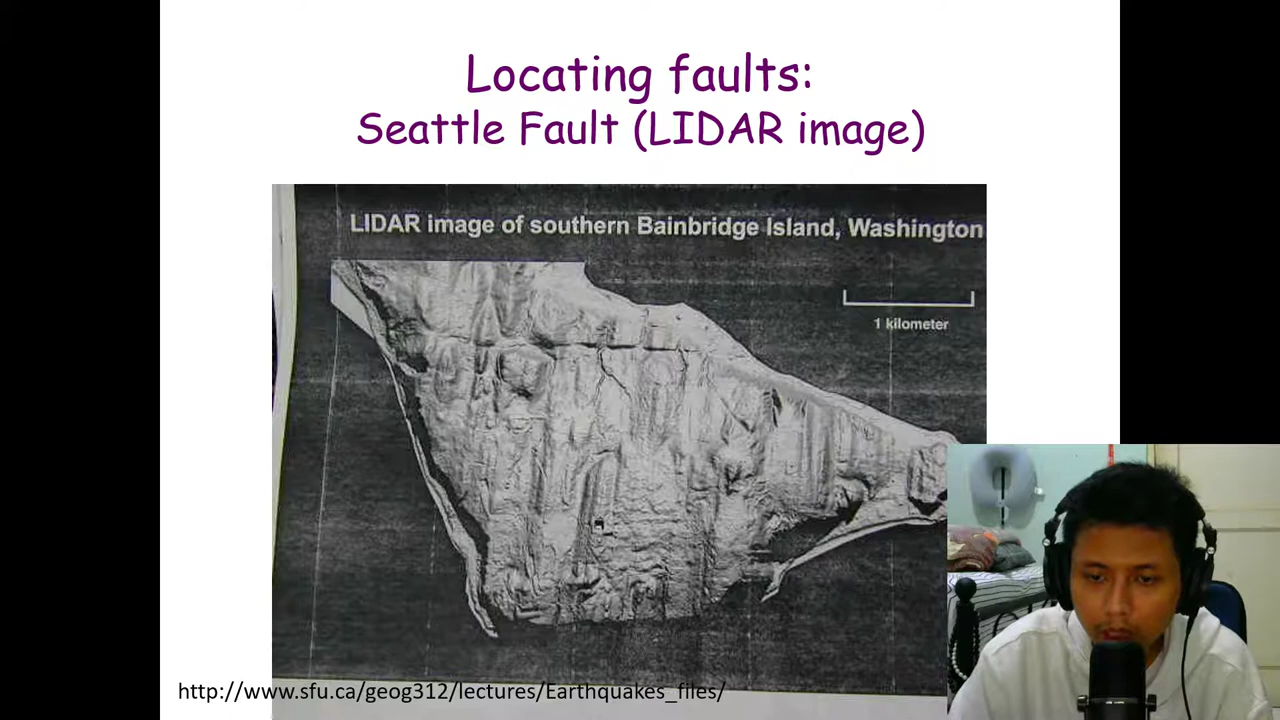 Locating faults:
Seattle Fault (LIDAR image)
LIDAR image of southern Bainbridge Island, Washington
1 kilometer
http://www.sfu.ca/geog312/lectures/Earthquakes_files/